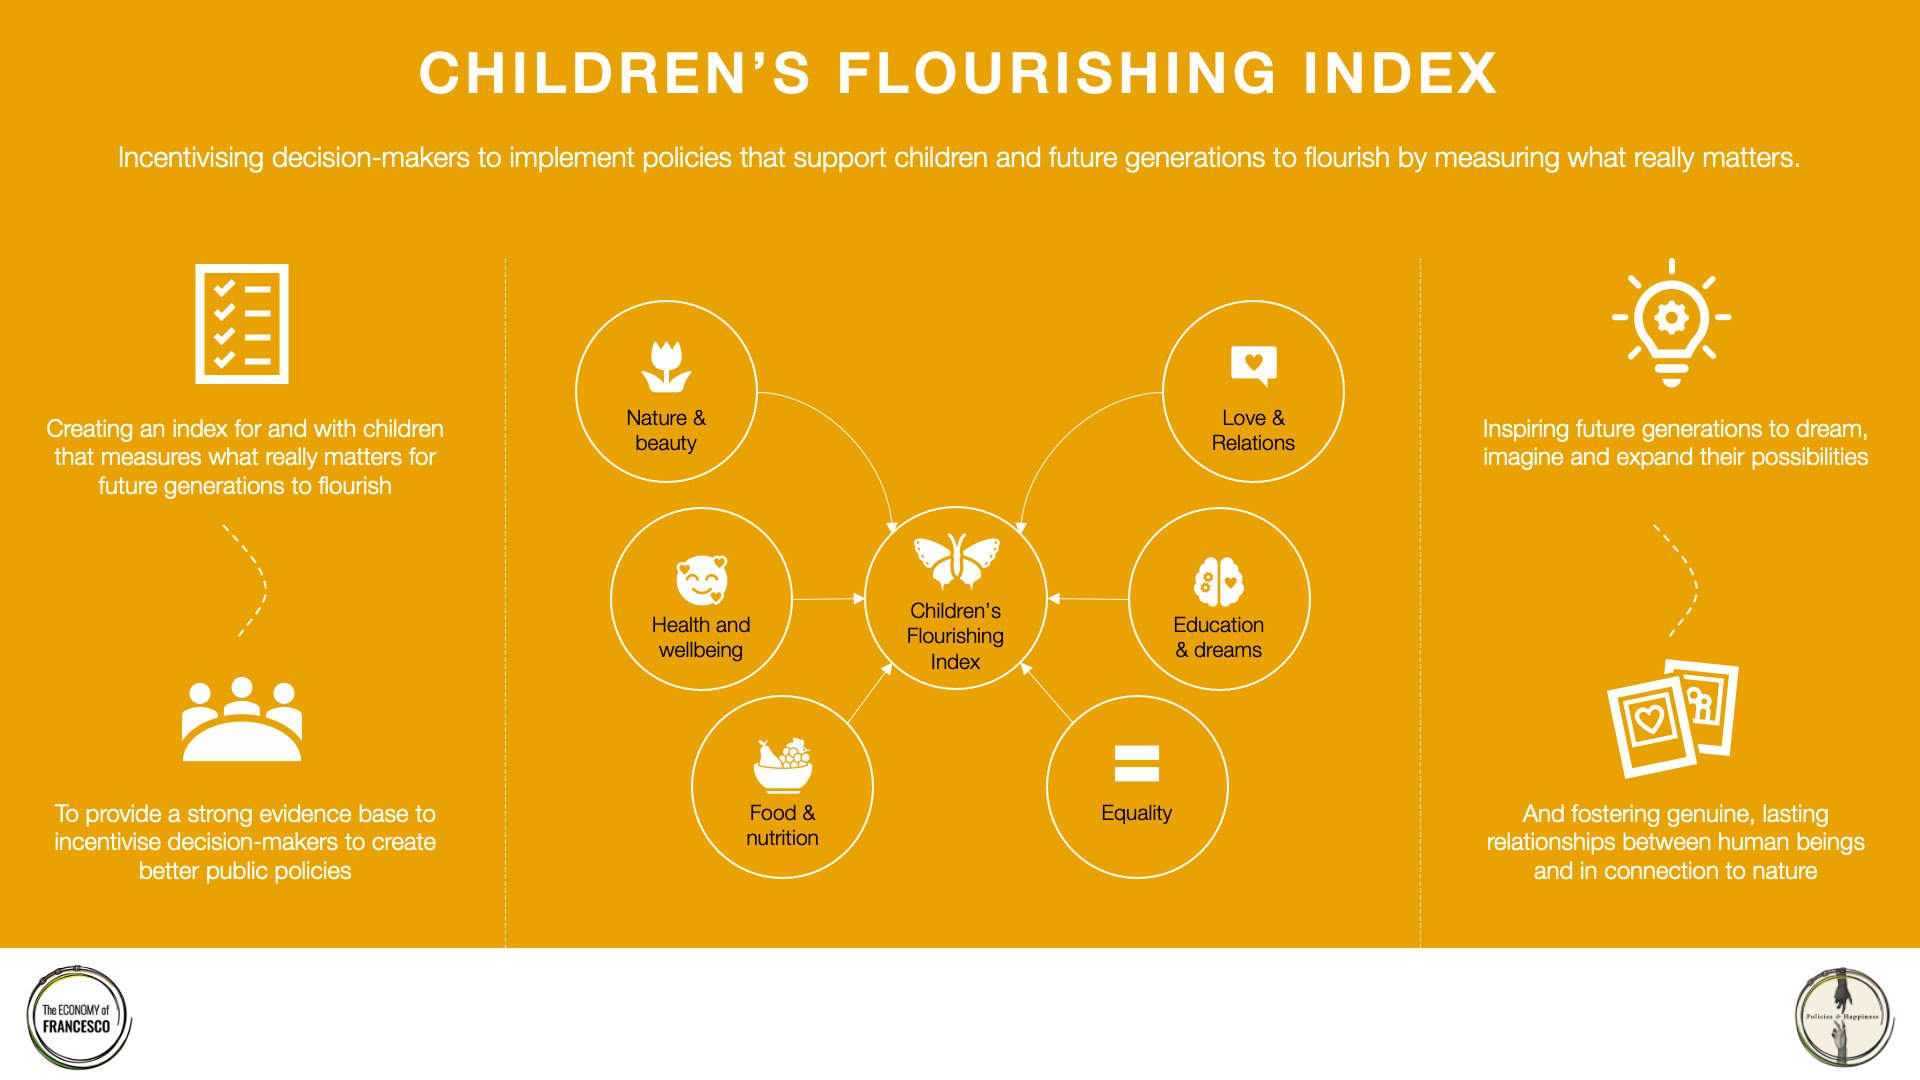 CHILDREN’S FLOURISHING INDEX
Incentivising decision-makers to implement policies that support children and future generations to flourish by measuring what really matters.
Creating an index for and with children
that measures what really matters for
future generations to flourish
To provide a strong evidence base to
incentivise decision-makers to create
better public policies
Nature &
beauty
Love &
Relations
Health and
wellbeing
Children’s
Flourishing
Index
Education
& dreams
Food &
nutrition
Equality
Inspiring future generations to dream,
imagine and expand their possibilities
And fostering genuine, lasting
relationships between human beings
and in connection to nature
The ECONOMY of
FRANCESCO
Policies & Happiness